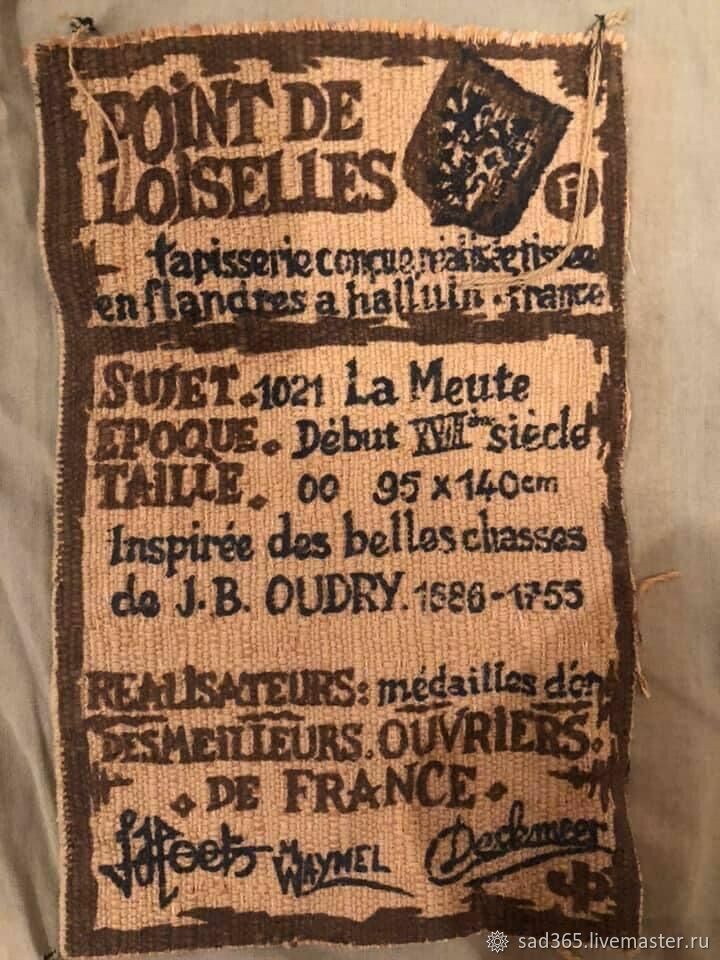 POINT DE
LOISELLES
tapisserie conçue, réalisée, tissée
en flandres a halluin . france
SUJET . 1021 La Meute
EPOQUE . Début XVIIIème siècle
TAILLE . 00 95 x 140cm
Inspirée des belles chasses
de J.B. OUDRY. 1686-1755
REALISATEURS: médailles d'or
DES MEILLEURS . OUVRIERS .
. DE FRANCE .
M WAYMEL
sad365.livemaster.ru